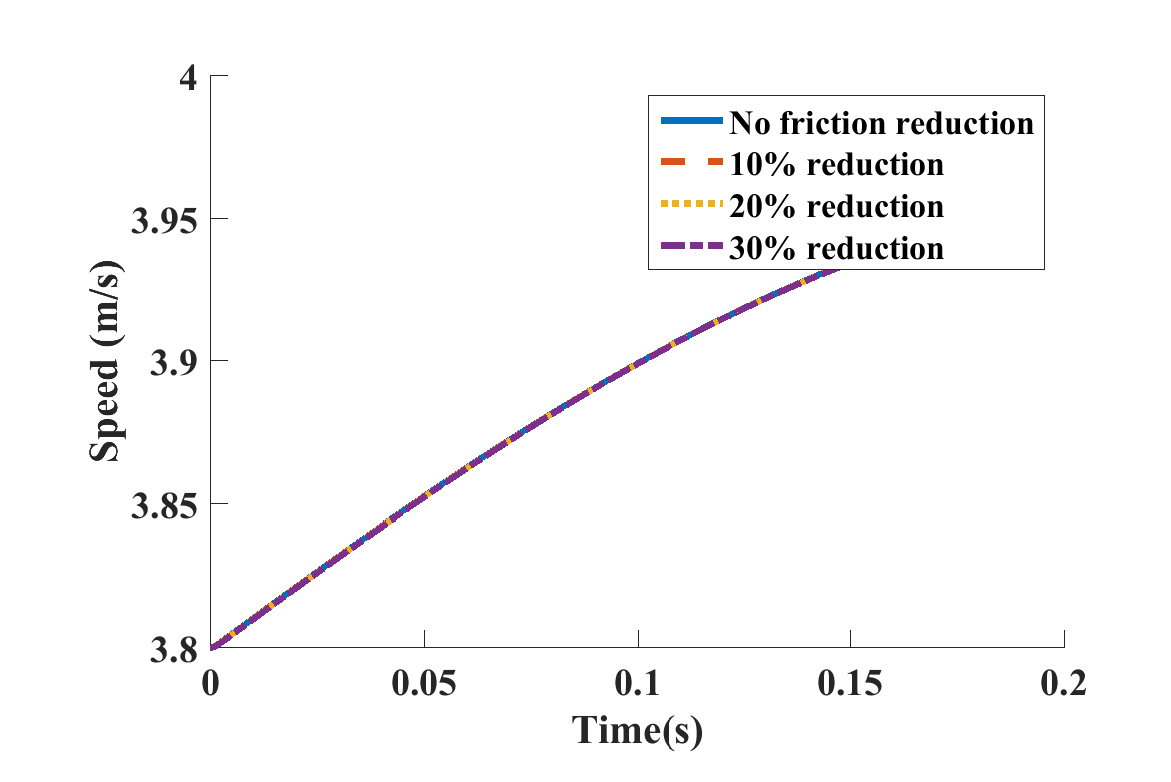 4
3.95
3.9
3.85
3.8
Speed (m/s)
No friction reduction
10% reduction
20% reduction
30% reduction
0
0.05
0.1
0.15
0.2
Time(s)